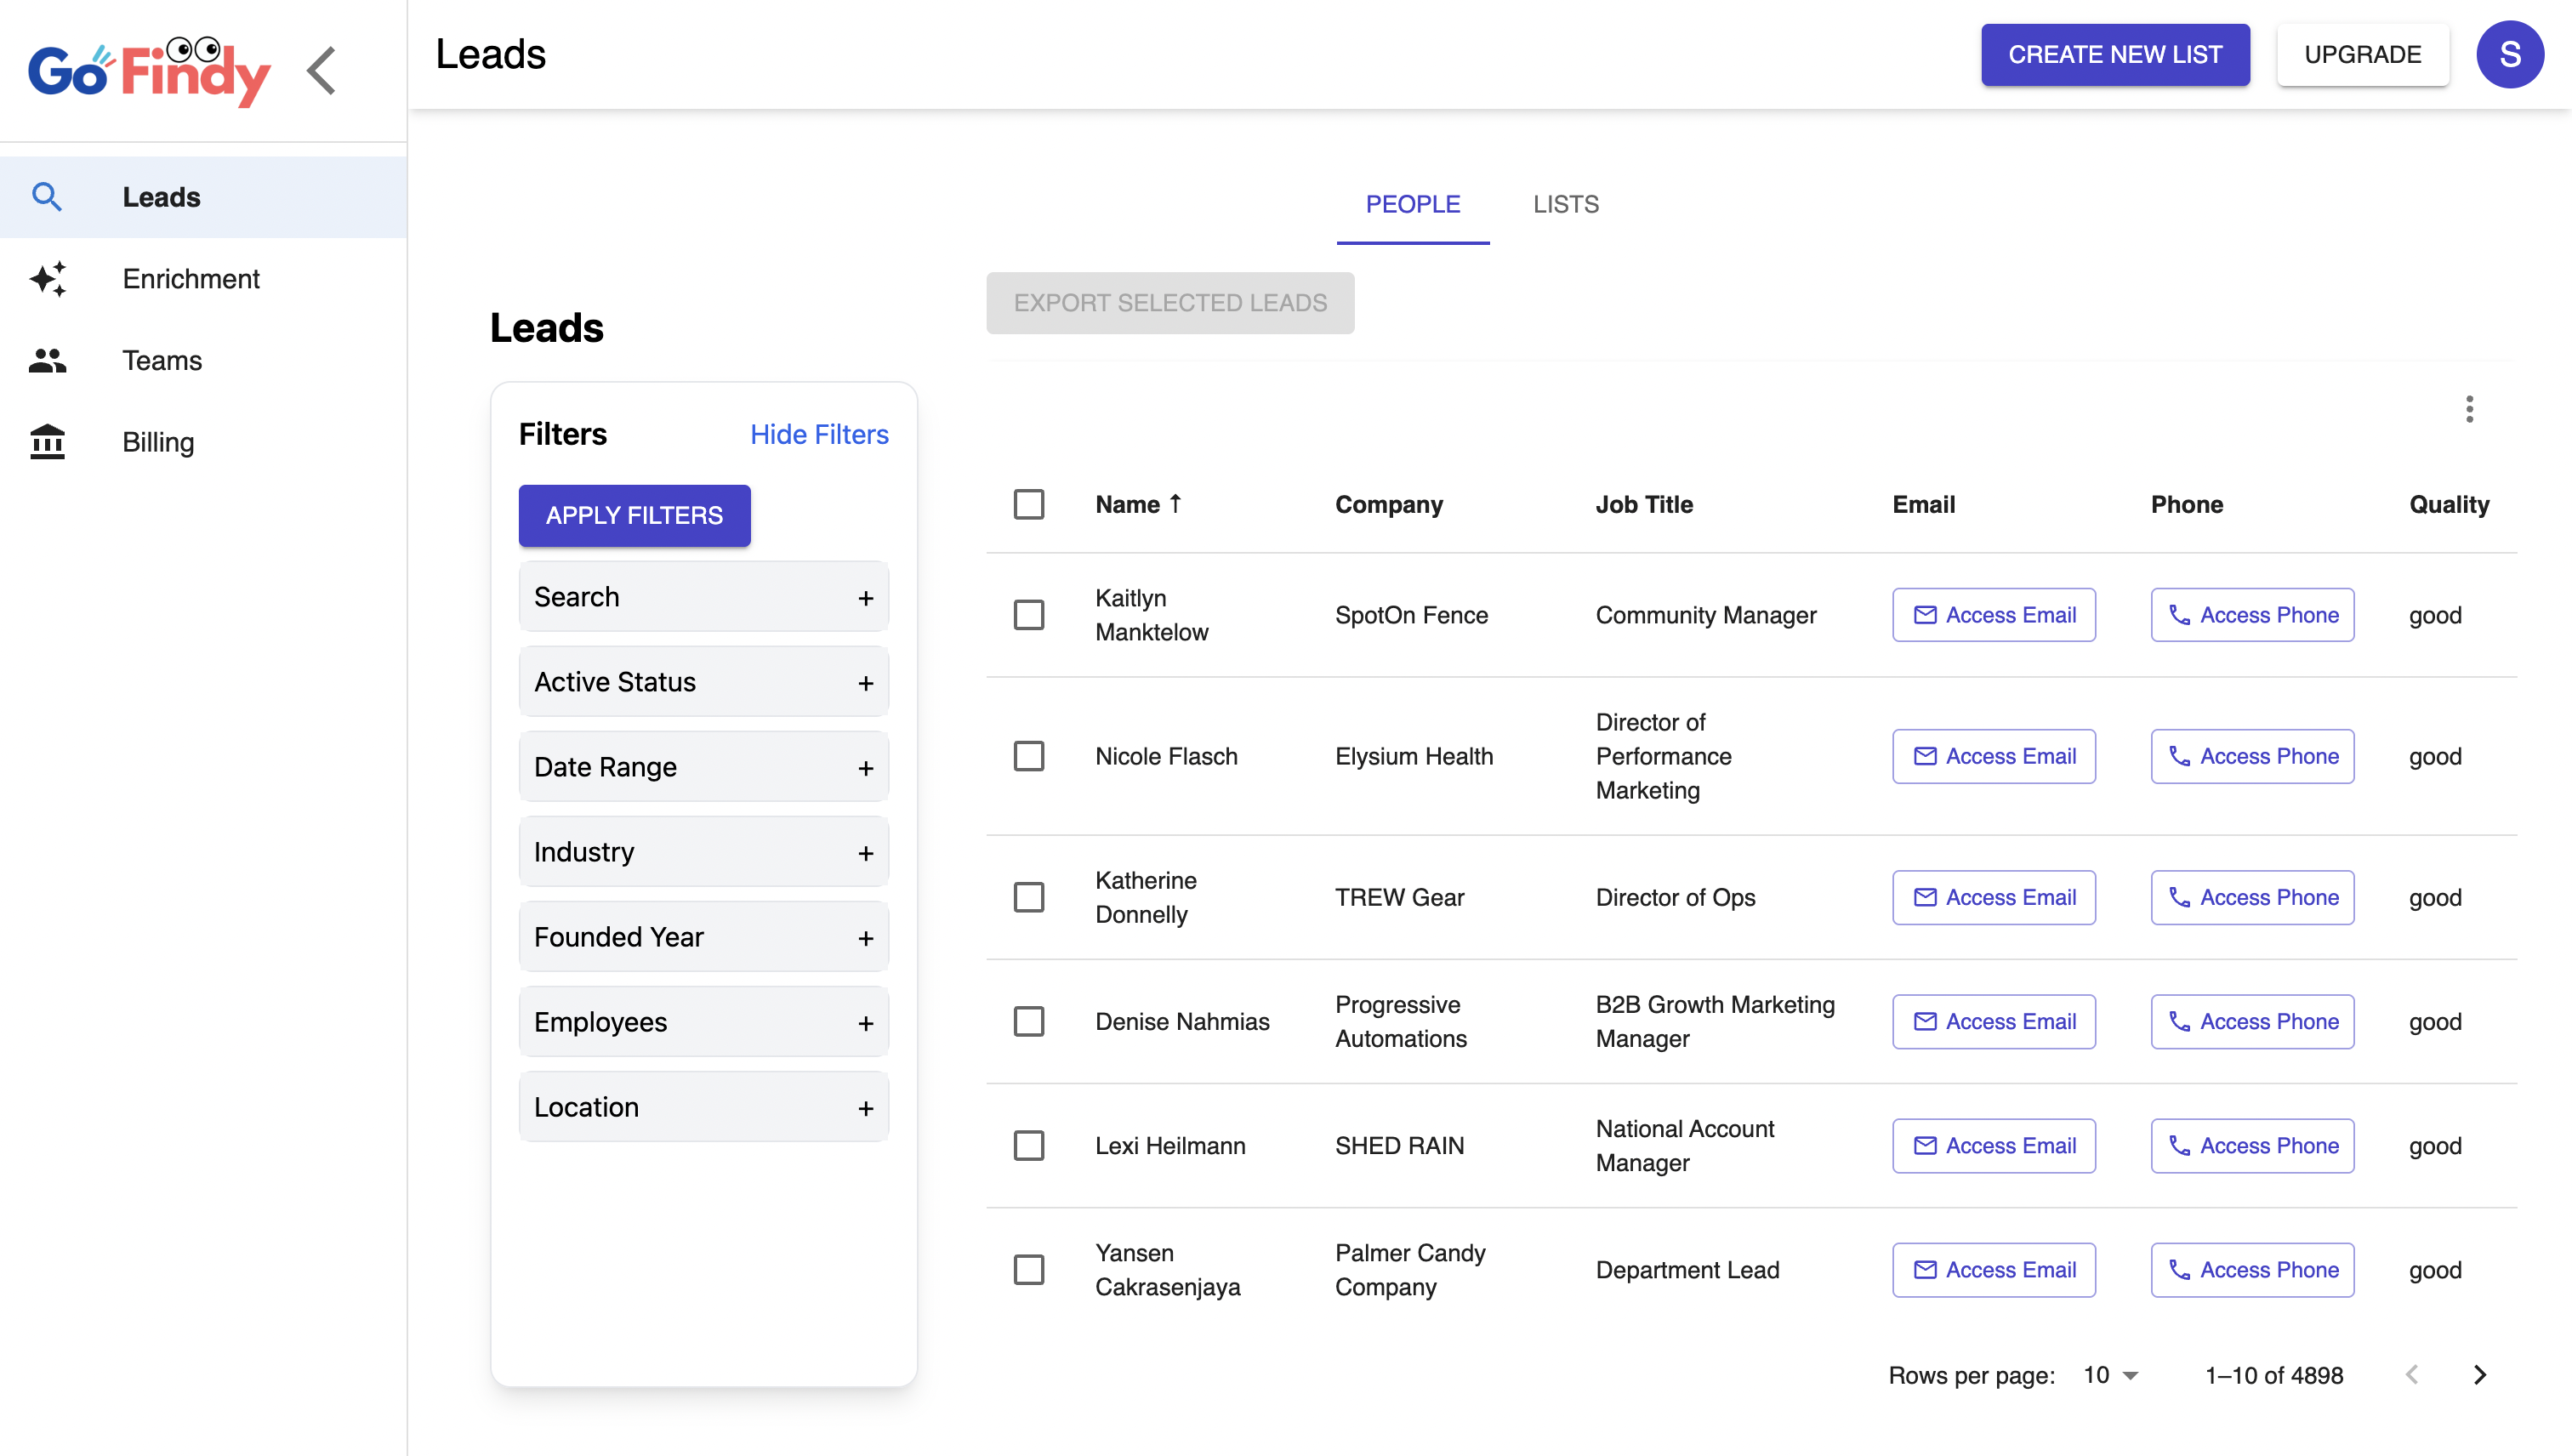 Go Findy
Leads
Enrichment
Teams
Billing
Leads
CREATE NEW LIST
UPGRADE
S
PEOPLE
LISTS
Leads
Filters
Hide Filters
APPLY FILTERS
Search +
Active Status +
Date Range +
Industry +
Founded Year +
Employees +
Location +
EXPORT SELECTED LEADS
Name ↑ Company Job Title Email Phone Quality
Kaitlyn
Manktelow
SpotOn Fence
Community Manager
Access Email
Access Phone
good
Nicole Flasch
Elysium Health
Director of
Performance
Marketing
Access Email
Access Phone
good
Katherine
Donnelly
TREW Gear
Director of Ops
Access Email
Access Phone
good
Denise Nahmias
Progressive
Automations
B2B Growth Marketing
Manager
Access Email
Access Phone
good
Lexi Heilmann
SHED RAIN
National Account
Manager
Access Email
Access Phone
good
Yansen
Cakrasenjaya
Palmer Candy
Company
Department Lead
Access Email
Access Phone
good
Rows per page: 10 1–10 of 4898